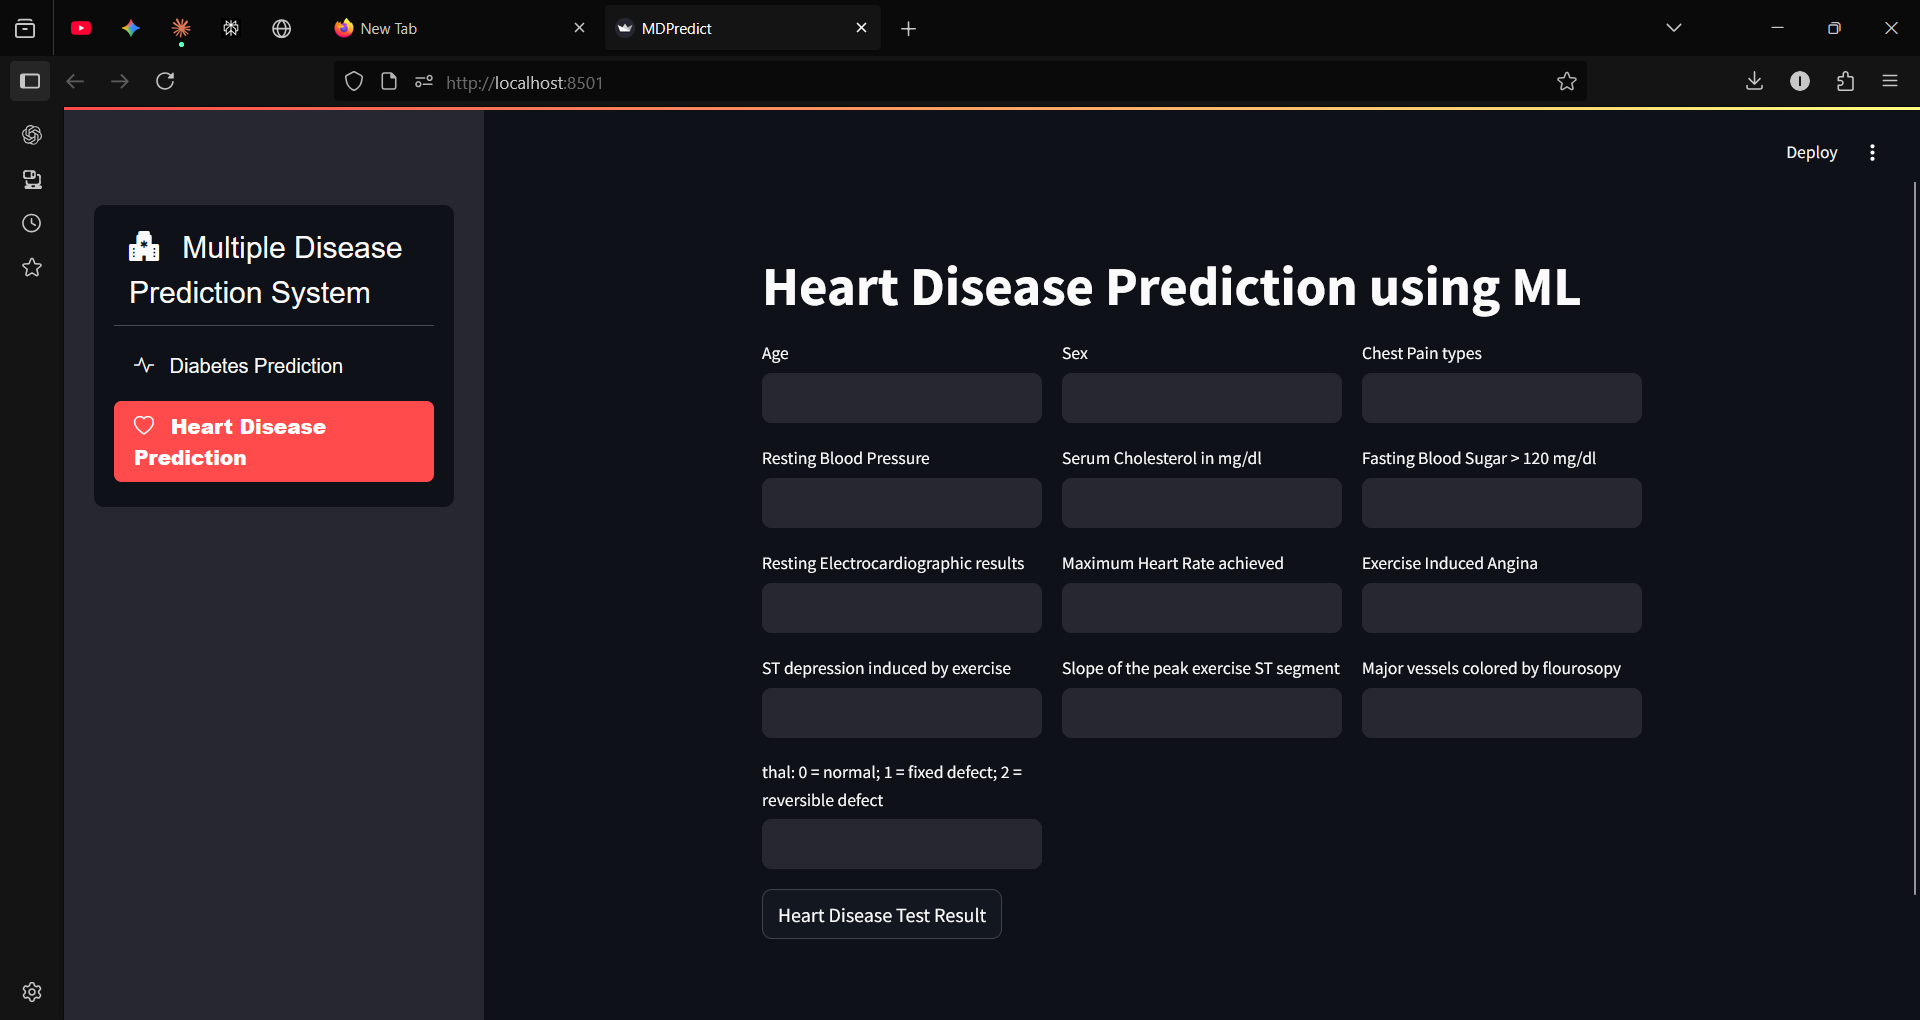 New Tab
MDPredict
http://localhost:8501
Deploy
Multiple Disease
Prediction System
Diabetes Prediction
Heart Disease
Prediction
Heart Disease Prediction using ML
Age
Sex
Chest Pain types
Resting Blood Pressure
Serum Cholesterol in mg/dl
Fasting Blood Sugar > 120 mg/dl
Resting Electrocardiographic results
Maximum Heart Rate achieved
Exercise Induced Angina
ST depression induced by exercise
Slope of the peak exercise ST segment
Major vessels colored by flourosopy
thal: 0 = normal; 1 = fixed defect; 2 =
reversible defect
Heart Disease Test Result